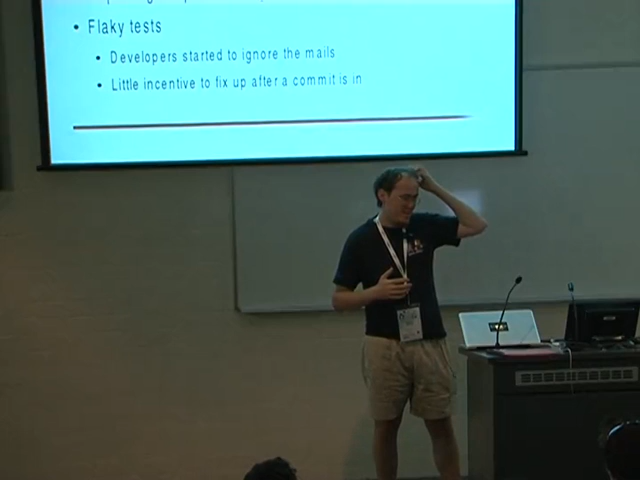 • Flaky tests
• Developers started to ignore the mails
• Little incentive to fix up after a commit is in